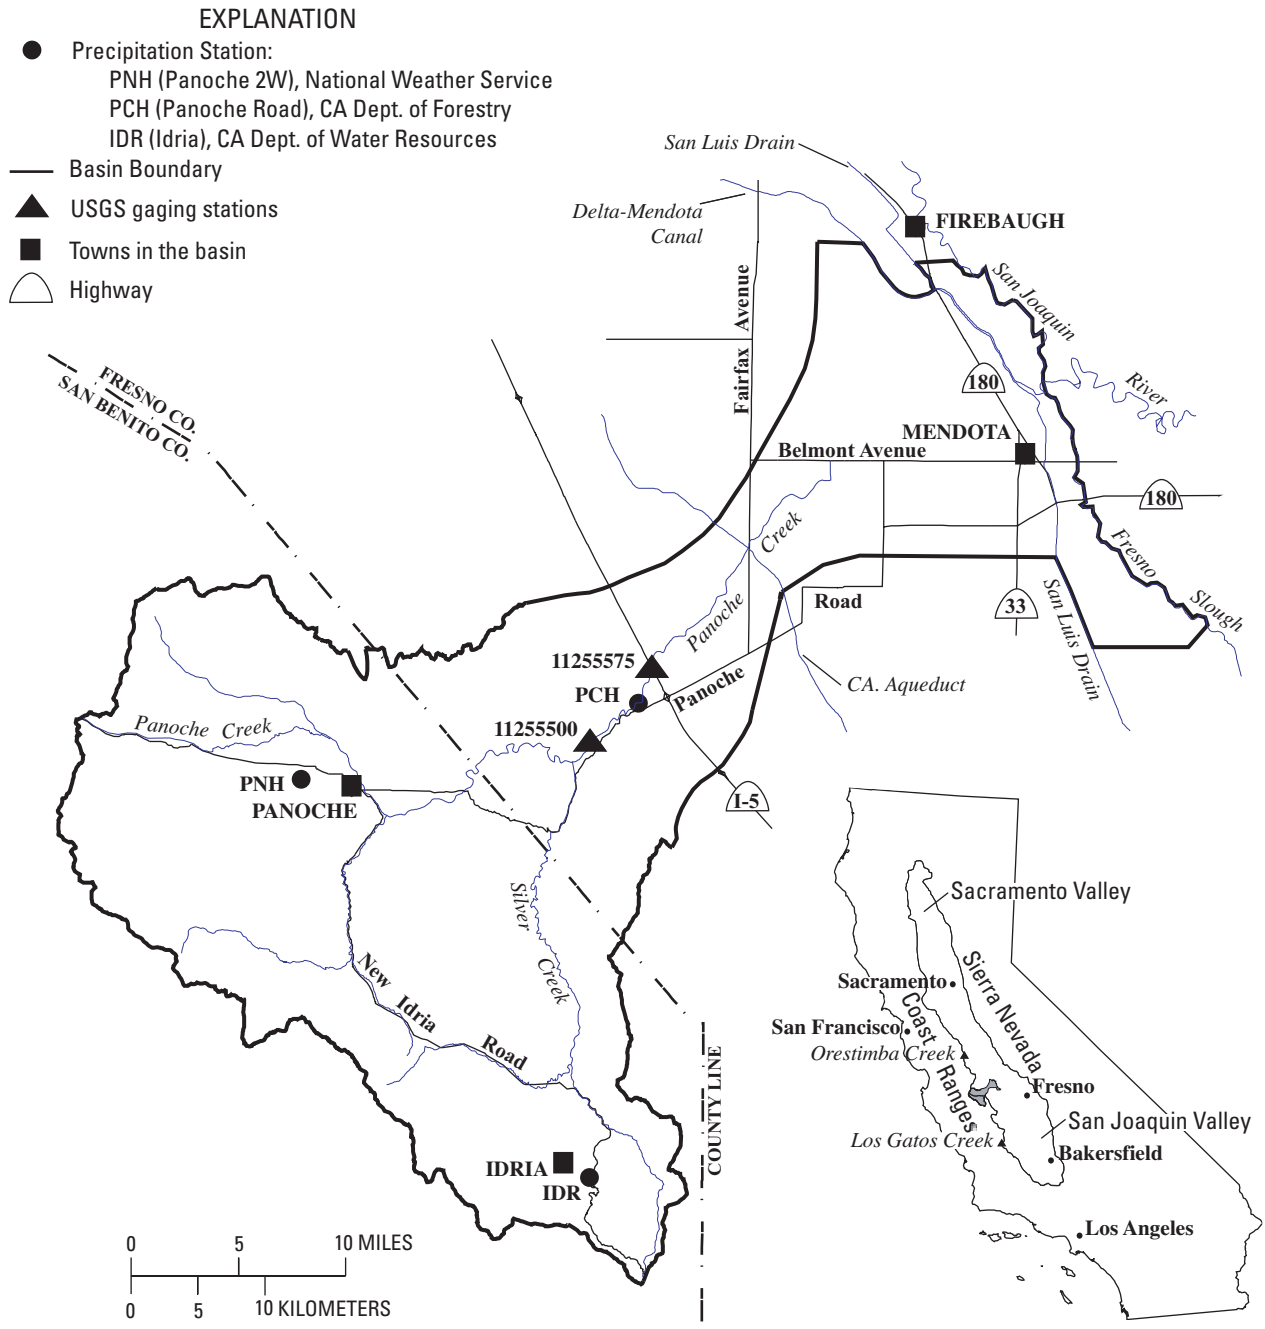 EXPLANATION
Precipitation Station:
PNH (Panoche 2W), National Weather Service
PCH (Panoche Road), CA Dept. of Forestry
IDR (Idria), CA Dept. of Water Resources
Basin Boundary
USGS gaging stations
Towns in the basin
Highway
San Luis Drain
Delta-Mendota
Canal
FIREBAUGH
San Joaquin
River
Fairfax Avenue
FRESNO CO.
SAN BENITO CO.
180
MENDOTA
Belmont Avenue
180
Creek
Fresno
Slough
Panoche
Road
33
San Luis Drain
11255575
PCH
Panoche
CA. Aqueduct
Panoche Creek
11255500
PNH
PANOCHE
I-5
Silver
Creek
New
Idria
Road
COUNTY LINE
IDRIA
IDR
Sacramento Valley
Sacramento
Sierra Nevada
Coast
Ranges
San Francisco
Orestimba Creek
Fresno
San Joaquin Valley
Los Gatos Creek
Bakersfield
Los Angeles
0 5 10 MILES
0 5 10 KILOMETERS